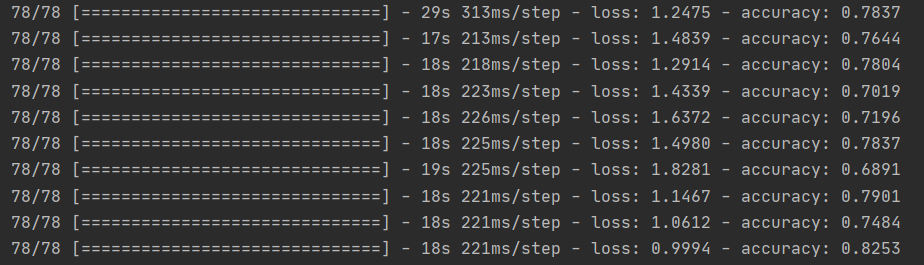 78/78 [==============================] - 29s 313ms/step - loss: 1.2475 - accuracy: 0.7837
78/78 [==============================] - 17s 213ms/step - loss: 1.4839 - accuracy: 0.7644
78/78 [==============================] - 18s 218ms/step - loss: 1.2914 - accuracy: 0.7804
78/78 [==============================] - 18s 223ms/step - loss: 1.4339 - accuracy: 0.7019
78/78 [==============================] - 18s 226ms/step - loss: 1.6372 - accuracy: 0.7196
78/78 [==============================] - 18s 225ms/step - loss: 1.4980 - accuracy: 0.7837
78/78 [==============================] - 19s 225ms/step - loss: 1.8281 - accuracy: 0.6891
78/78 [==============================] - 18s 221ms/step - loss: 1.1467 - accuracy: 0.7901
78/78 [==============================] - 18s 221ms/step - loss: 1.0612 - accuracy: 0.7484
78/78 [==============================] - 18s 221ms/step - loss: 0.9994 - accuracy: 0.8253